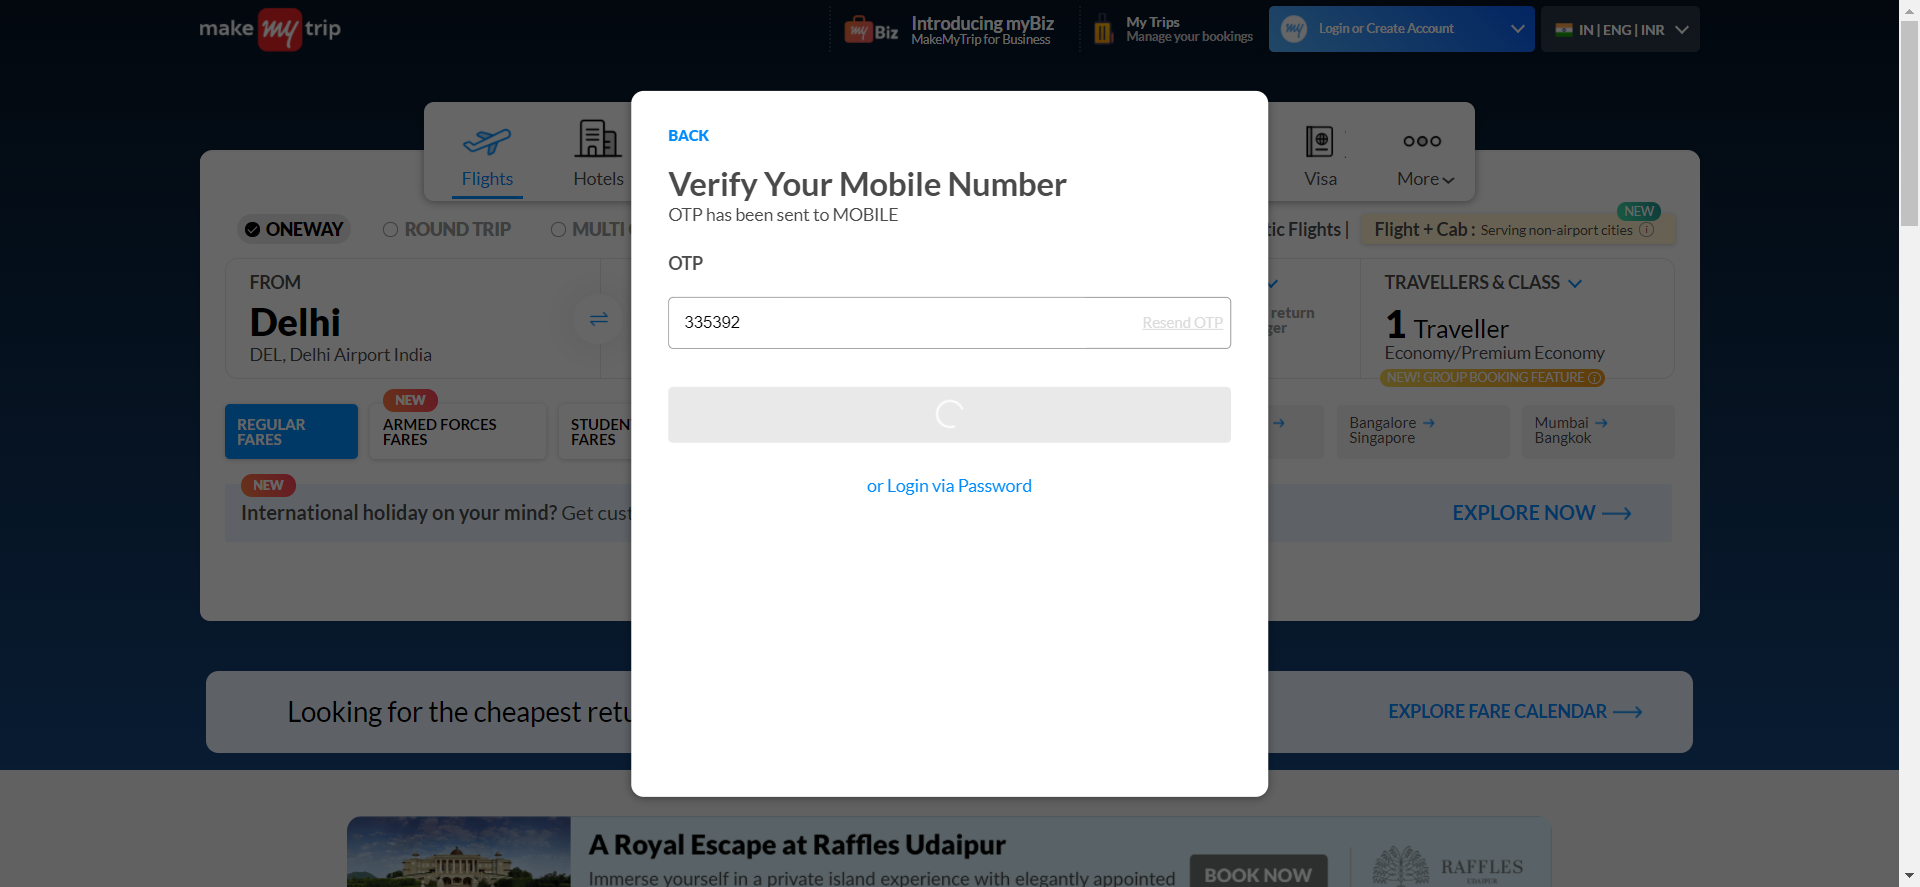 make my trip
my Biz
Introducing myBiz
MakeMyTrip for Business
My Trips
Manage your bookings
my
Login or Create Account
IN | ENG | INR
Flights
Hotels
Visa
More
ONEWAY
ROUND TRIP
MULTI
tic Flights |
NEW
Flight + Cab : Serving non-airport cities
FROM
Delhi
DEL, Delhi Airport India
return
ger
TRAVELLERS & CLASS
1 Traveller
Economy/Premium Economy
NEW! GROUP BOOKING FEATURE
REGULAR
FARES
NEW
ARMED FORCES
FARES
STUDEN
FARES
Bangalore
Singapore
Mumbai
Bangkok
NEW
International holiday on your mind? Get cust
EXPLORE NOW
Looking for the cheapest retu
EXPLORE FARE CALENDAR
BACK
Verify Your Mobile Number
OTP has been sent to MOBILE
OTP
335392
Resend OTP
or Login via Password
A Royal Escape at Raffles Udaipur
Immerse yourself in a private island experience with elegantly appointed
BOOK NOW
RAFFLES
UDAIPUR